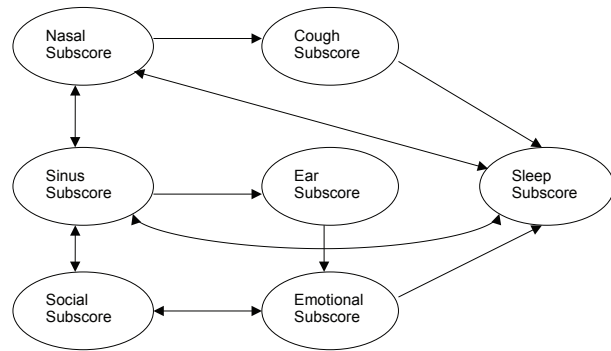 Nasal
Subscore
Cough
Subscore
Sinus
Subscore
Ear
Subscore
Sleep
Subscore
Social
Subscore
Emotional
Subscore